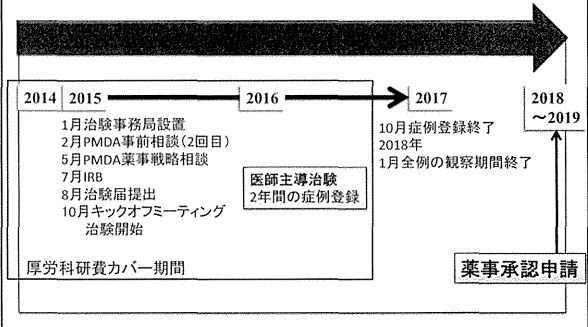 2014 2015 2016 2017 2018
～2019
1月治験事務局設置
2月PMDA事前相談(2回目)
5月PMDA薬事戦略相談
7月IRB
8月治験届提出
10月キックオフミーティング
治験開始
医師主導治験
2年間の症例登録
10月症例登録終了
2018年
1月全例の観察期間終了
厚労科研費カバー期間
薬事承認申請